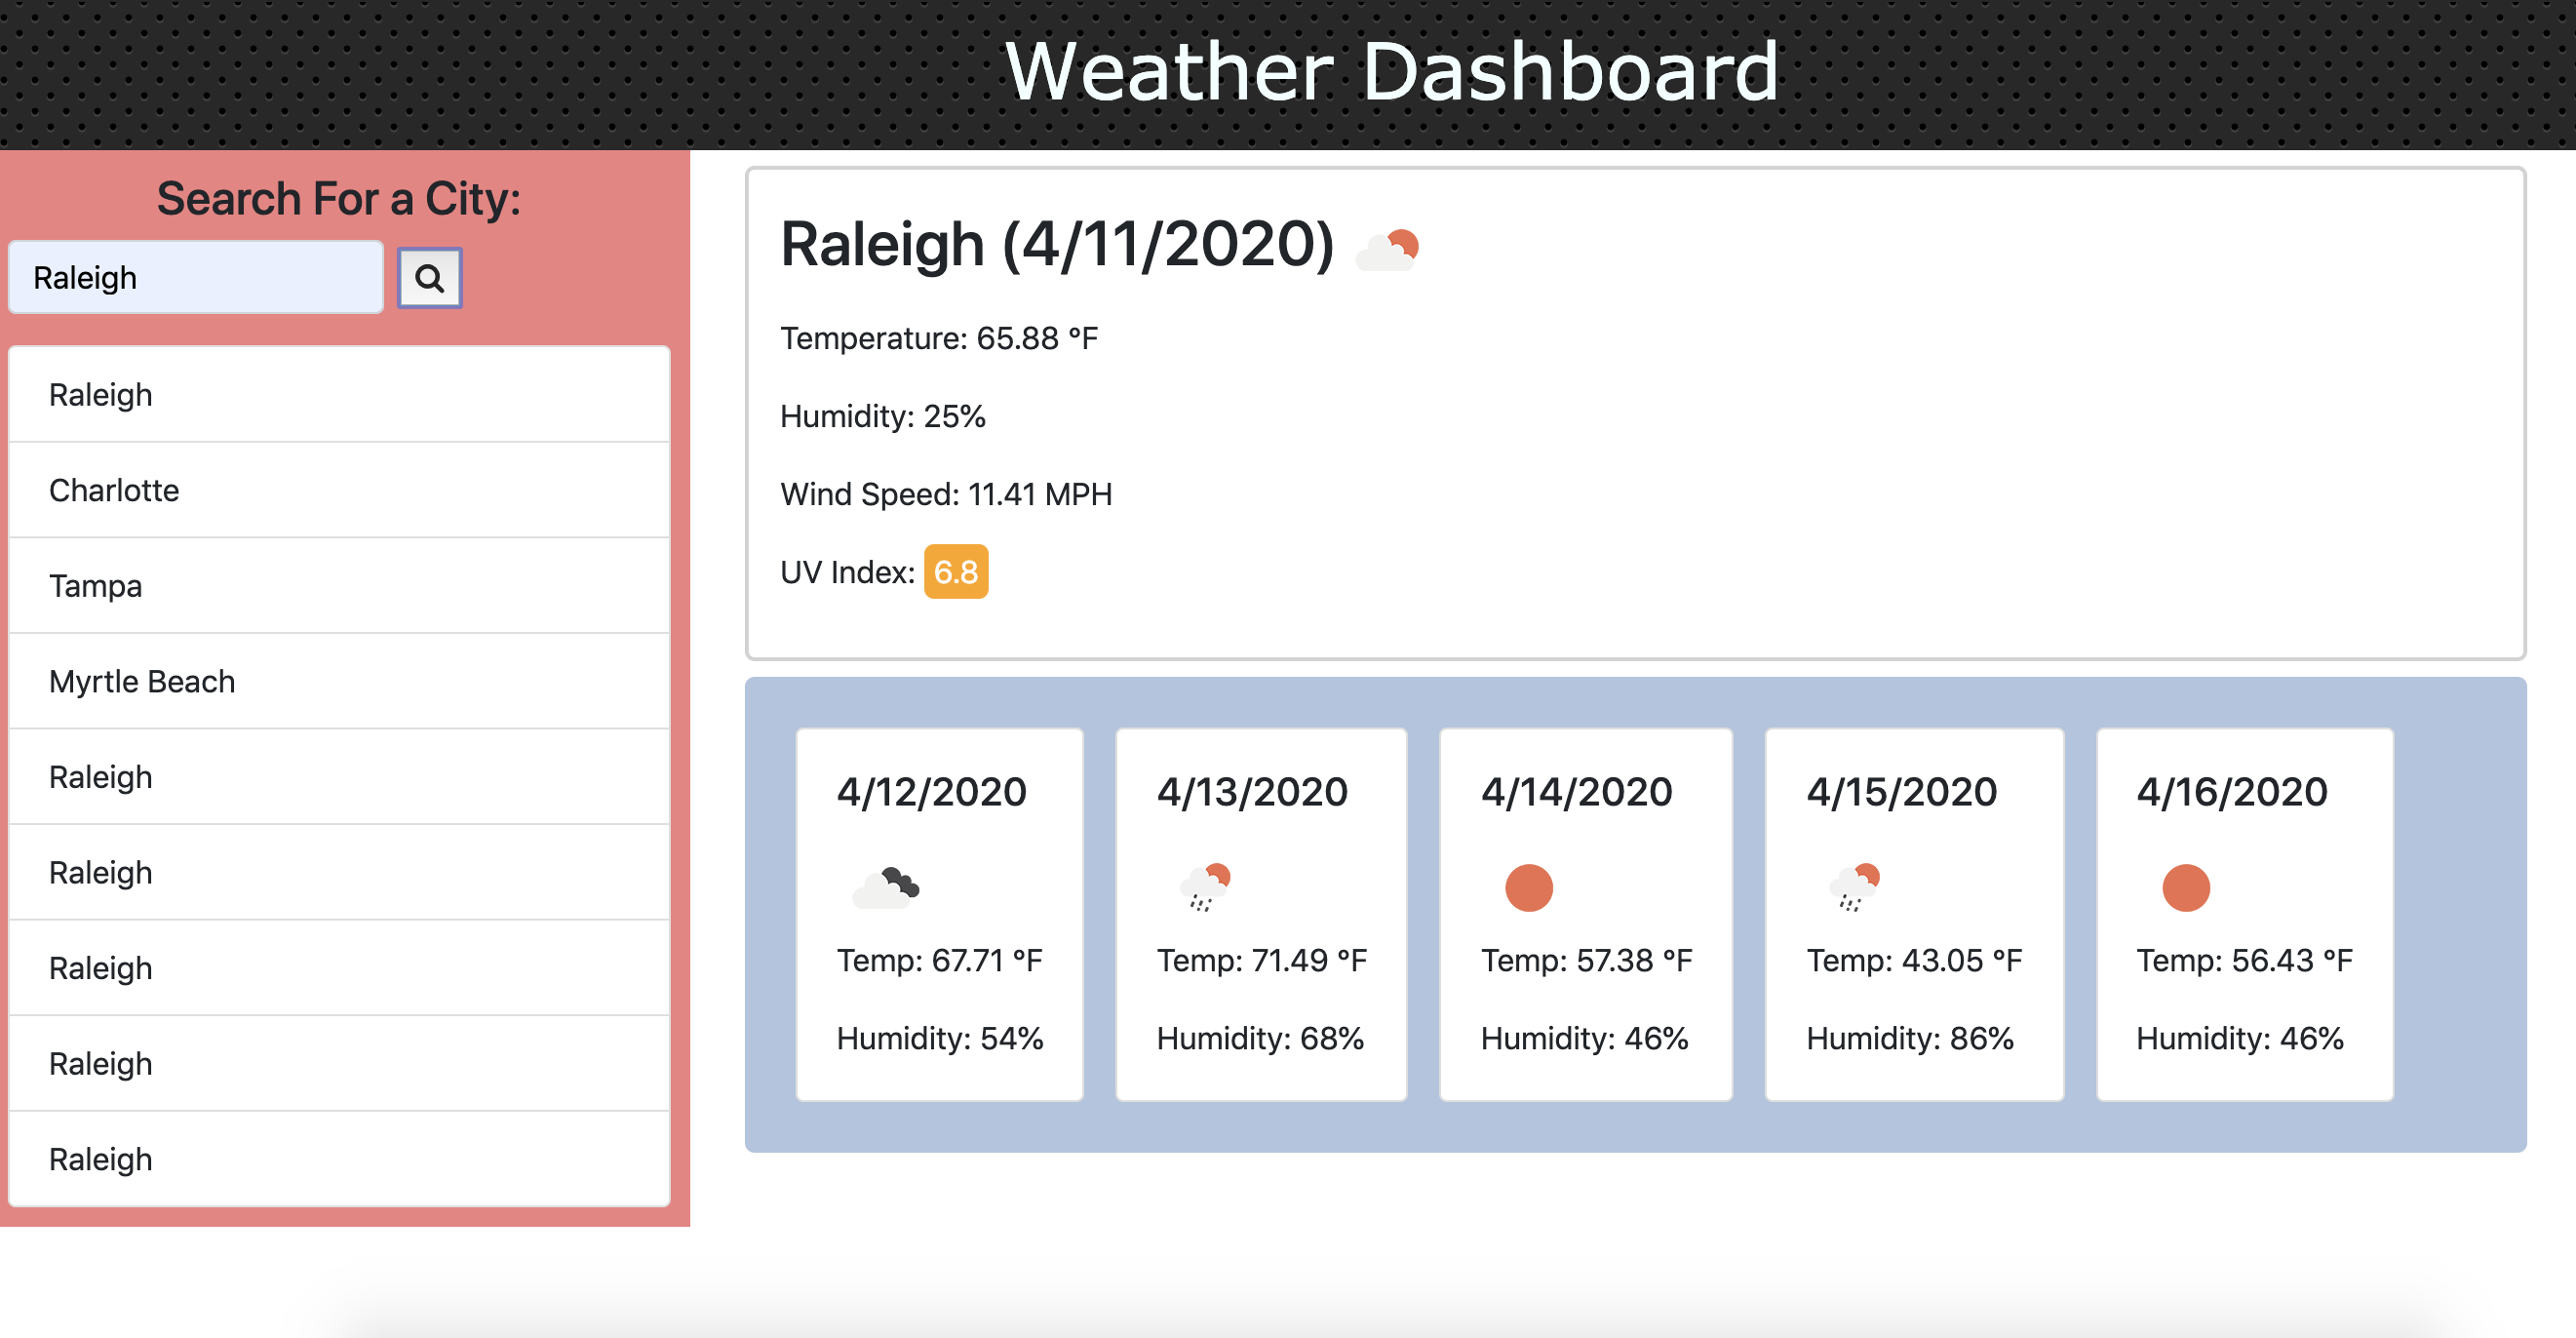 Weather Dashboard
Search For a City:
Raleigh
Raleigh
Charlotte
Tampa
Myrtle Beach
Raleigh
Raleigh
Raleigh
Raleigh
Raleigh
Raleigh (4/11/2020)
Temperature: 65.88 °F
Humidity: 25%
Wind Speed: 11.41 MPH
UV Index: 6.8
4/12/2020
Temp: 67.71 °F
Humidity: 54%
4/13/2020
Temp: 71.49 °F
Humidity: 68%
4/14/2020
Temp: 57.38 °F
Humidity: 46%
4/15/2020
Temp: 43.05 °F
Humidity: 86%
4/16/2020
Temp: 56.43 °F
Humidity: 46%